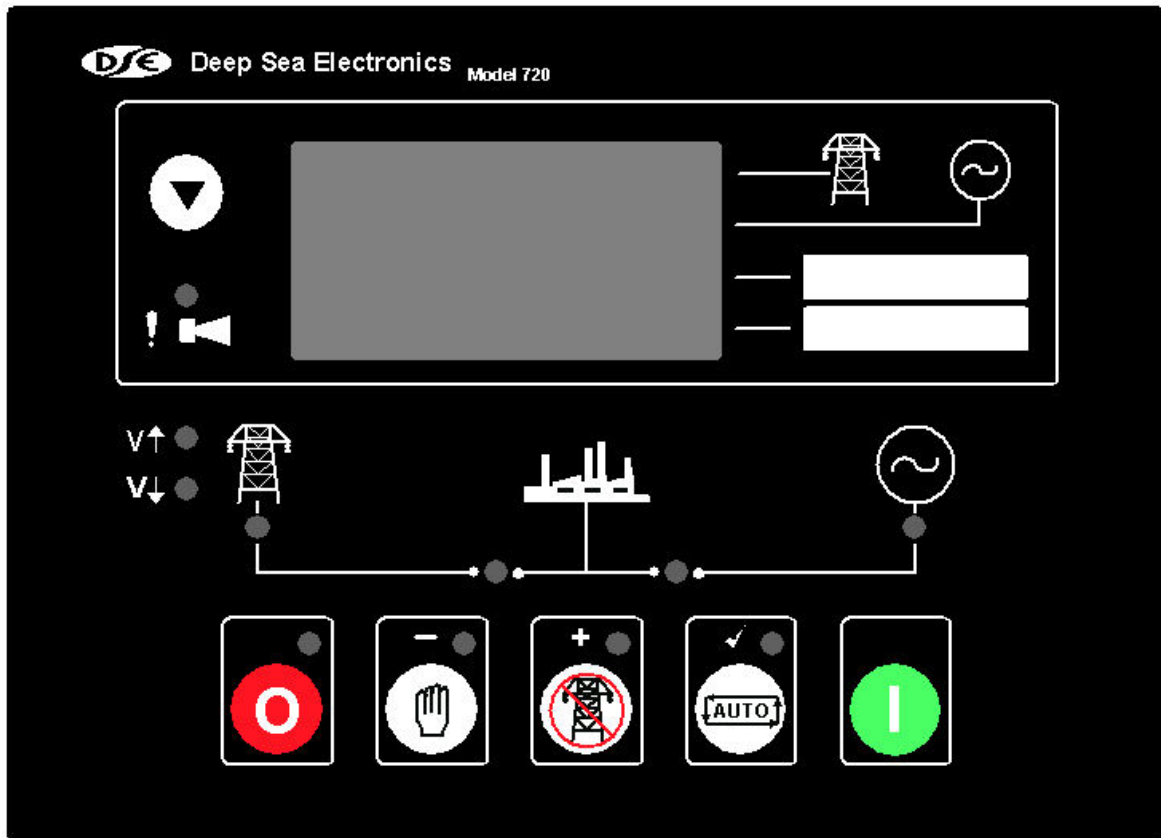 DSE Deep Sea Electronics Model 720
!
V↑
V↓
− + ✓
O AUTO I